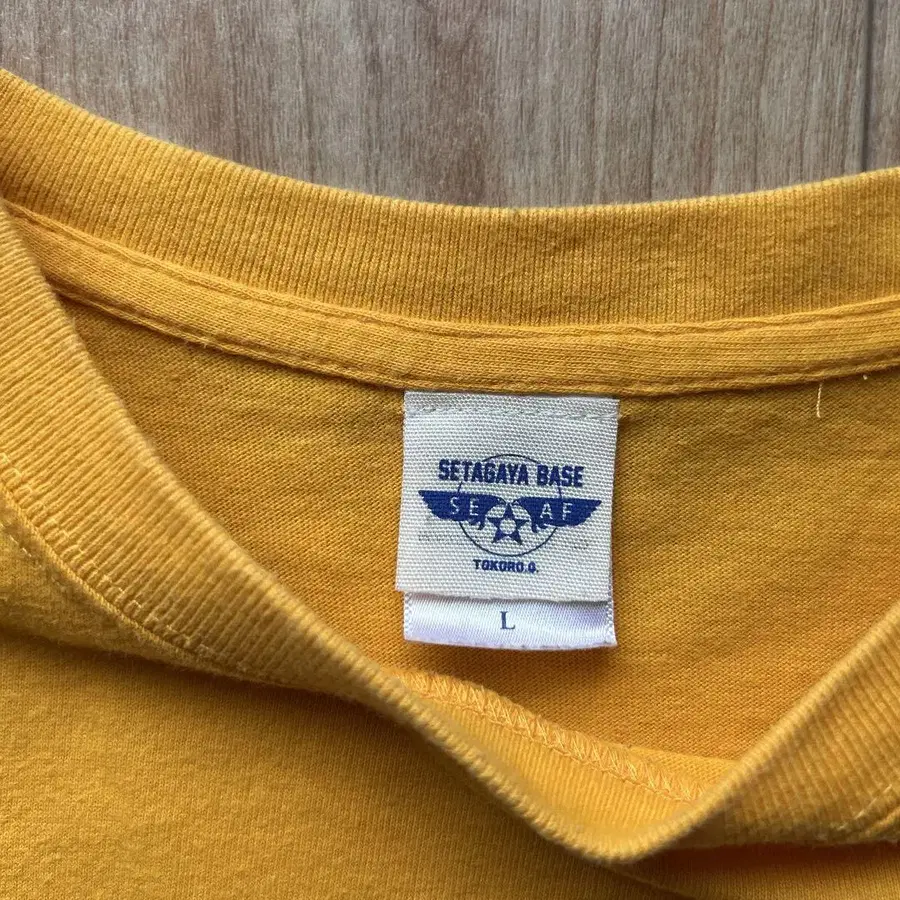 SETAGAYA BASE
SE AF
TOKORO.G.
L